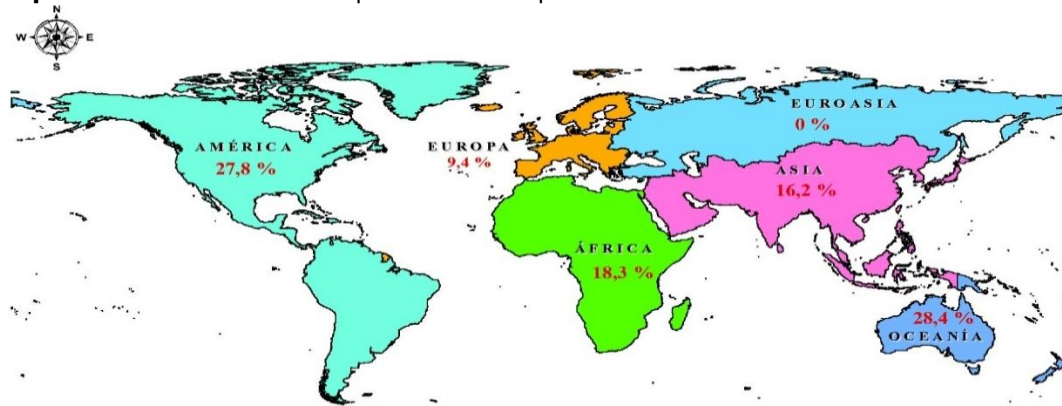 N
W E
S
EUROASIA
0 %
AMÉRICA
27,8 %
EUROPA
9,4 %
ASIA
16,2 %
ÁFRICA
18,3 %
28,4 %
OCEANÍA